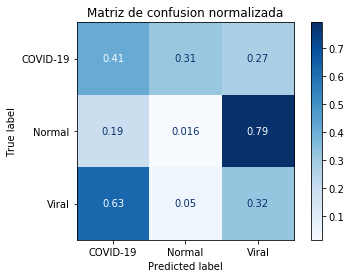 Matriz de confusion normalizada
True label
COVID-19 0.41 0.31 0.27
Normal 0.19 0.016 0.79
Viral 0.63 0.05 0.32
COVID-19 Normal Viral
Predicted label
0.7
0.6
0.5
0.4
0.3
0.2
0.1